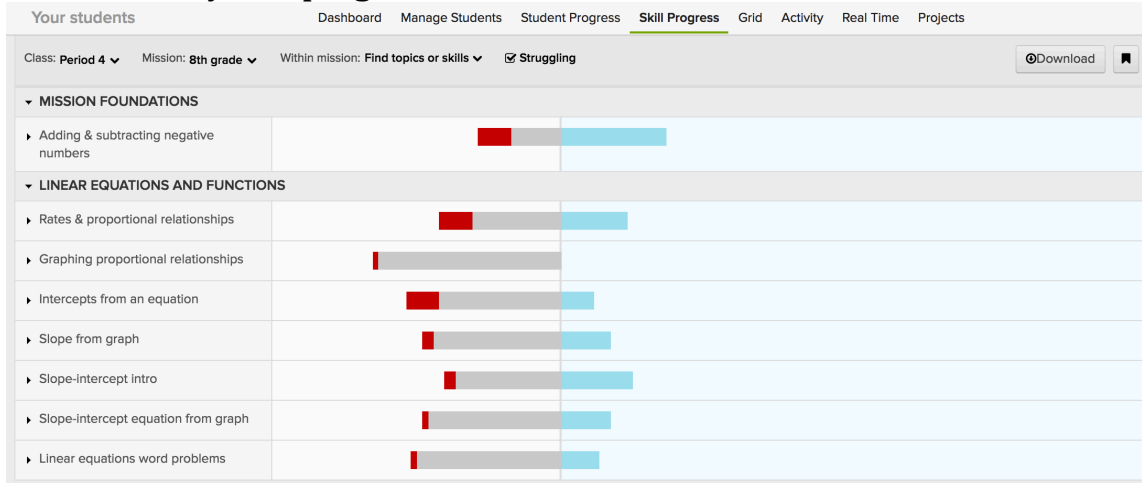 Your students Dashboard Manage Students Student Progress Skill Progress Grid Activity Real Time Projects
Class: Period 4 Mission: 8th grade Within mission: Find topics or skills Struggling Download
MISSION FOUNDATIONS
Adding & subtracting negative
numbers
LINEAR EQUATIONS AND FUNCTIONS
Rates & proportional relationships
Graphing proportional relationships
Intercepts from an equation
Slope from graph
Slope-intercept intro
Slope-intercept equation from graph
Linear equations word problems